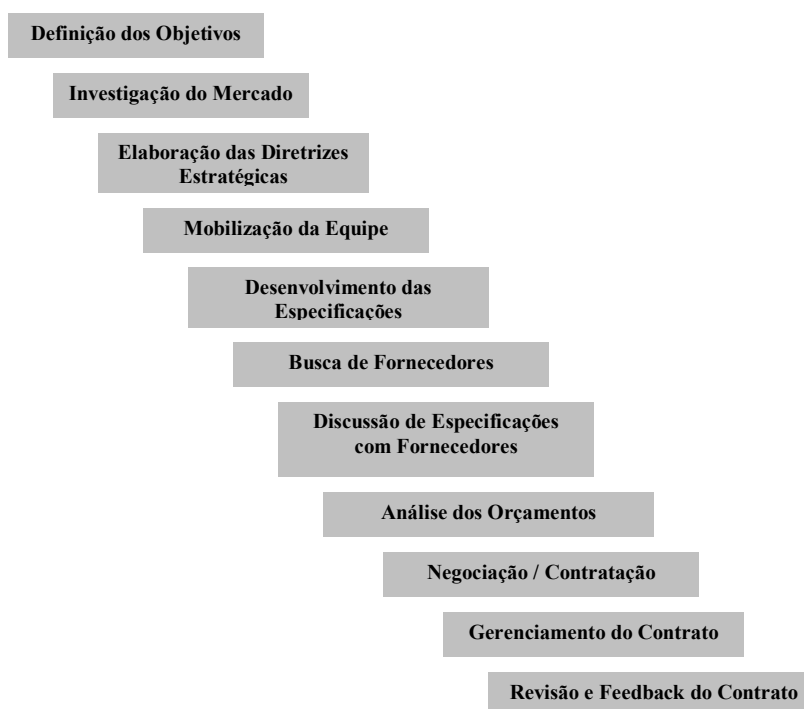 Definição dos Objetivos
Investigação do Mercado
Elaboração das Diretrizes
Estratégicas
Mobilização da Equipe
Desenvolvimento das
Especificações
Busca de Fornecedores
Discussão de Especificações
com Fornecedores
Análise dos Orçamentos
Negociação / Contratação
Gerenciamento do Contrato
Revisão e Feedback do Contrato